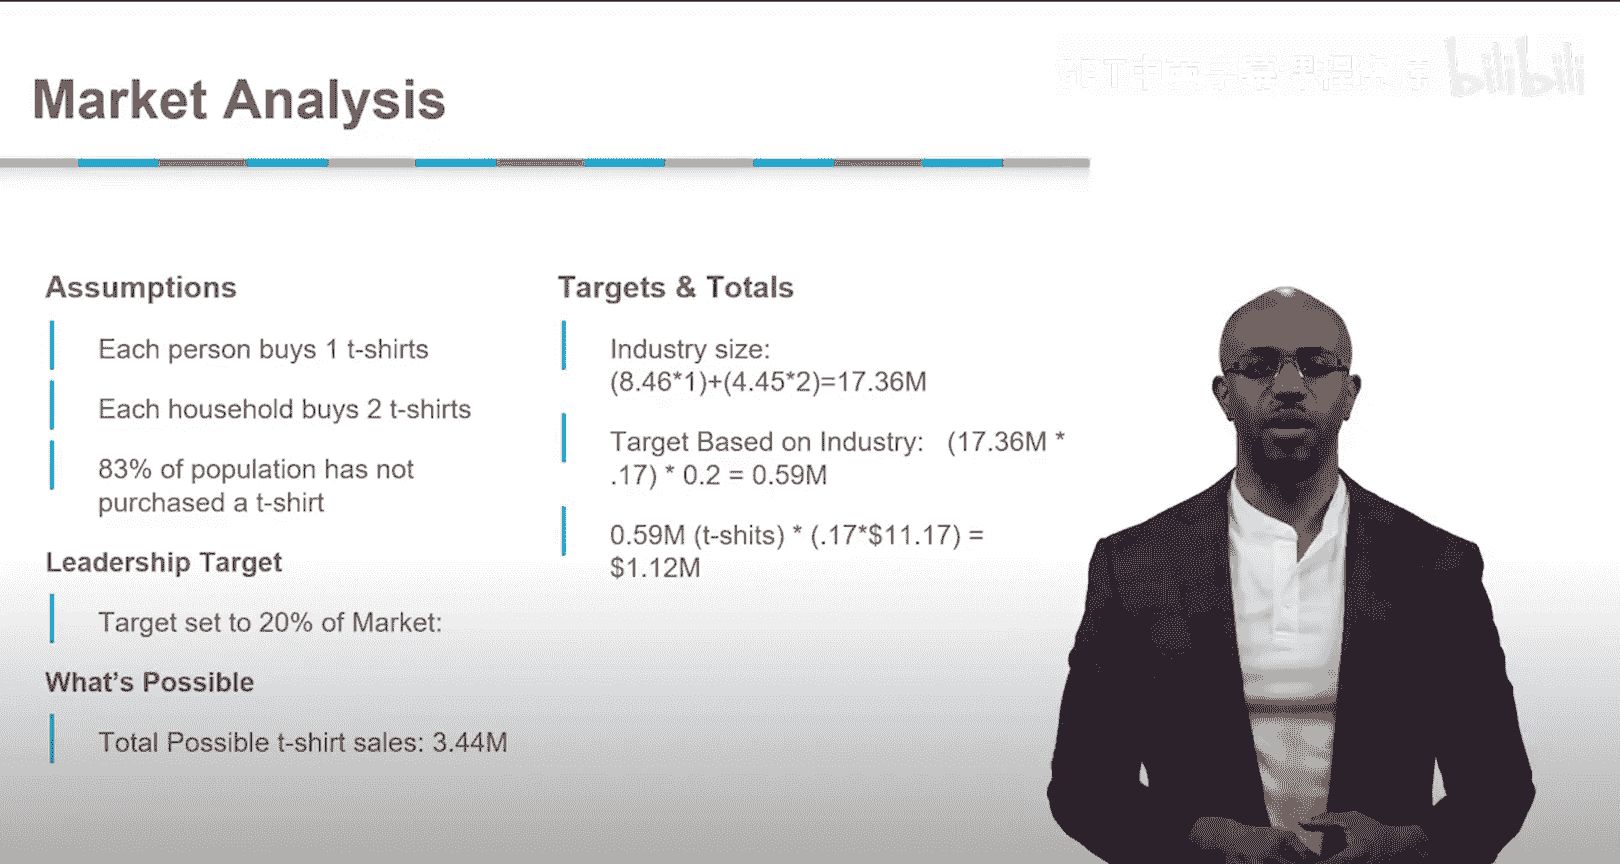 Market Analysis
bilibili
Assumptions
Each person buys 1 t-shirts
Each household buys 2 t-shirts
83% of population has not
purchased a t-shirt
Leadership Target
Target set to 20% of Market:
What's Possible
Total Possible t-shirt sales: 3.44M
Targets & Totals
Industry size:
(8.46*1)+(4.45*2)=17.36M
Target Based on Industry: (17.36M *
.17) * 0.2 = 0.59M
0.59M (t-shits) * (.17*$11.17) =
$1.12M